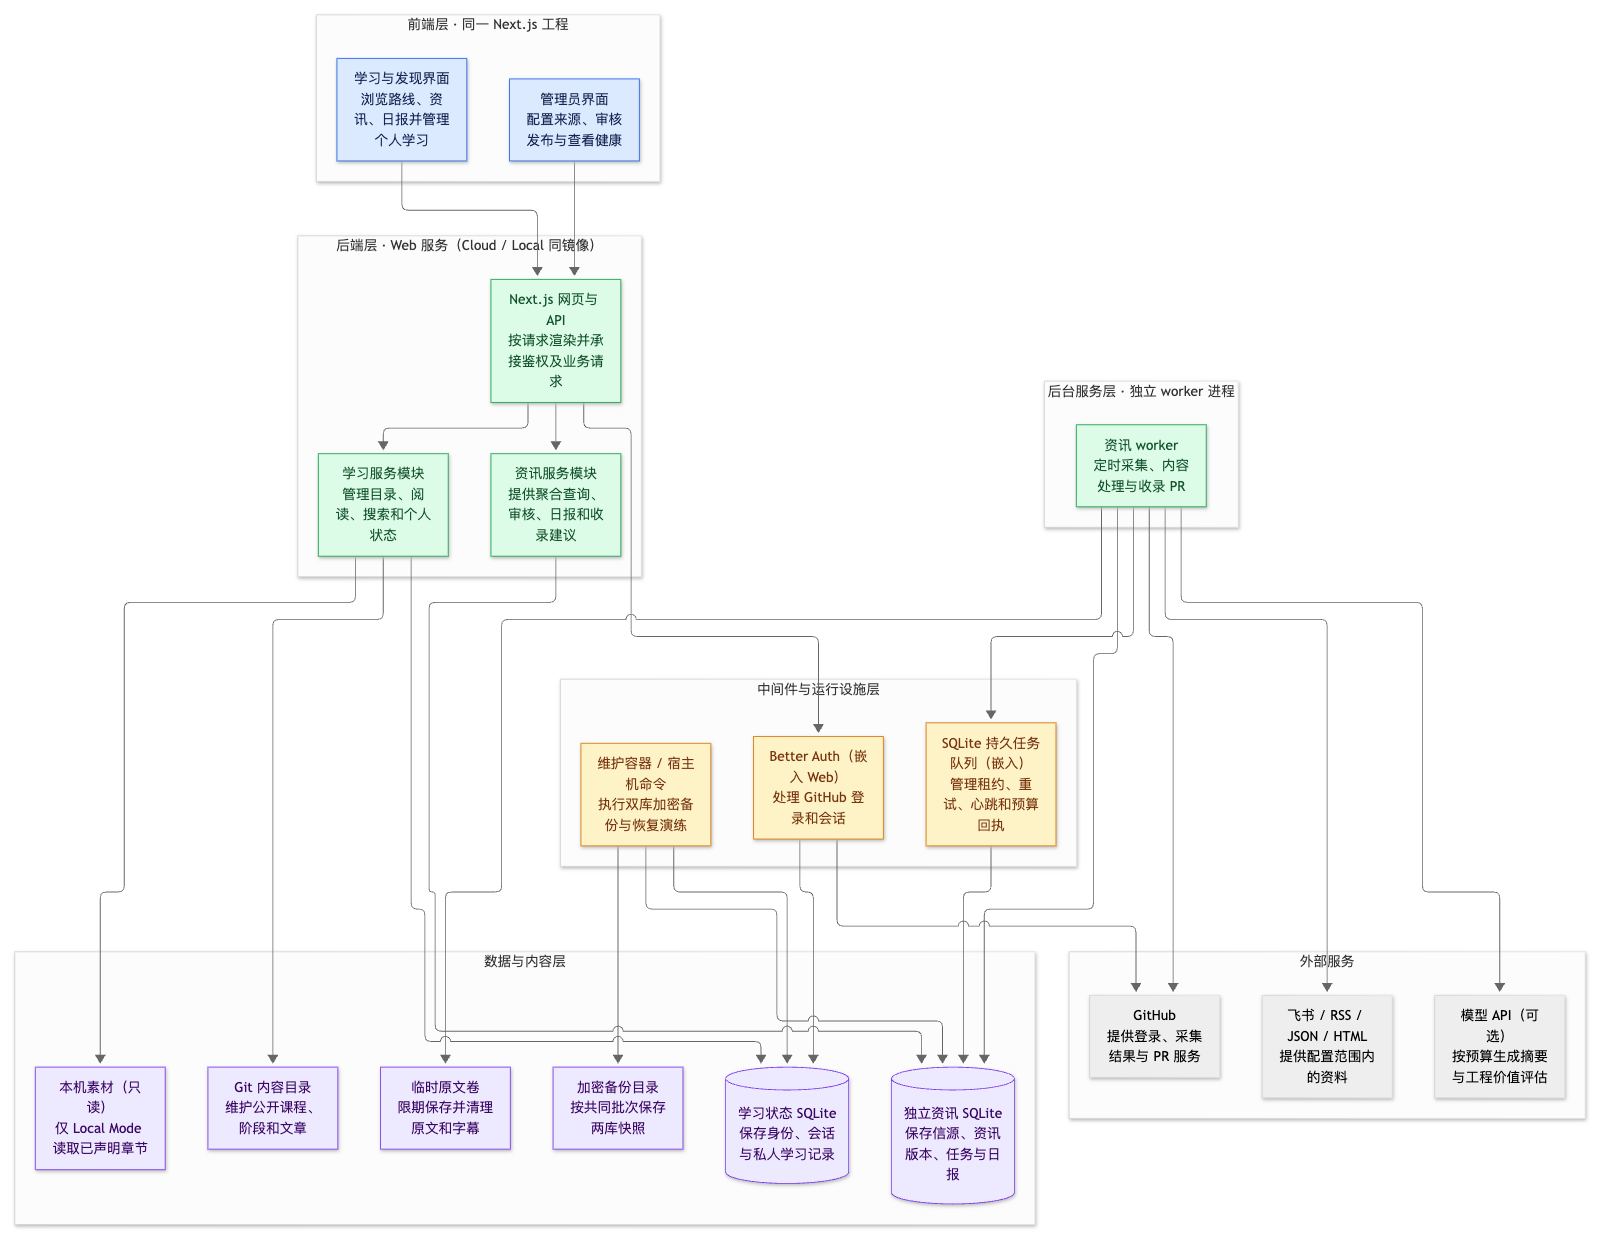 前端层 · 同一 Next.js 工程
学习与发现界面
浏览路线、资
讯、日报并管理
个人学习
管理员界面
配置来源、审核
发布与查看健康
后端层 · Web 服务（Cloud / Local 同镜像）
Next.js 网页与
API
按请求渲染并承
接鉴权及业务请
求
学习服务模块
管理目录、阅
读、搜索和个人
状态
资讯服务模块
提供聚合查询、
审核、日报和收
录建议
后台服务层 · 独立 worker 进程
资讯 worker
定时采集、内容
处理与收录 PR
中间件与运行设施层
维护容器 / 宿主
机命令
执行双库加密备
份与恢复演练
Better Auth（嵌
入 Web）
处理 GitHub 登
录和会话
SQLite 持久任务
队列（嵌入）
管理租约、重
试、心跳和预算
回执
数据与内容层
本机素材（只
读）
仅 Local Mode
读取已声明章节
Git 内容目录
维护公开课程、
阶段和文章
临时原文卷
限期保存并清理
原文和字幕
加密备份目录
按共同批次保存
两库快照
学习状态 SQLite
保存身份、会话
与私人学习记录
独立资讯 SQLite
保存信源、资讯
版本、任务与日
报
外部服务
GitHub
提供登录、采集
结果与 PR 服务
飞书 / RSS /
JSON / HTML
提供配置范围内
的资料
模型 API（可
选）
按预算生成摘要
与工程价值评估